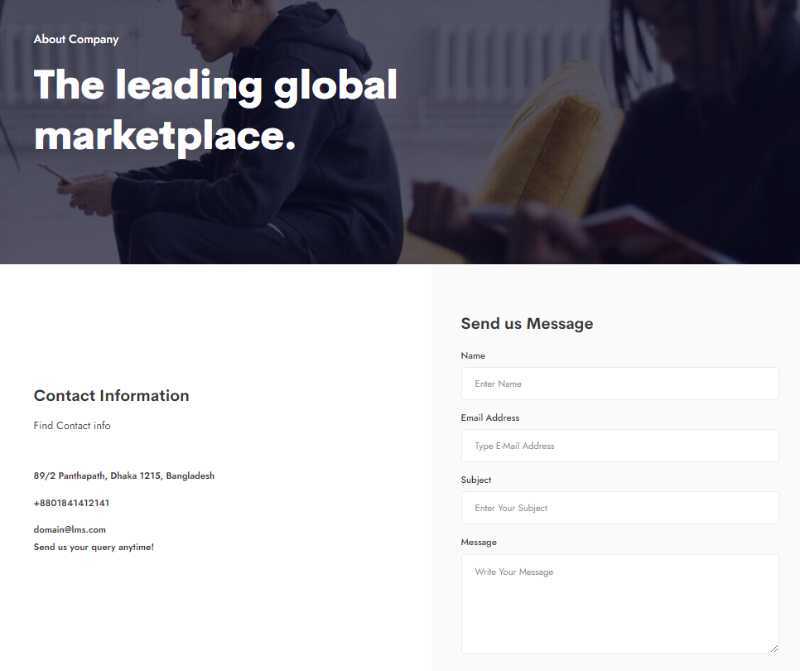 About Company
The leading global
marketplace.
Contact Information
Find Contact info
89/2 Panthapath, Dhaka 1215, Bangladesh
+8801841412141
domain@lms.com
Send us your query anytime!
Send us Message
Name
Enter Name
Email Address
Type E-Mail Address
Subject
Enter Your Subject
Message
Write Your Message